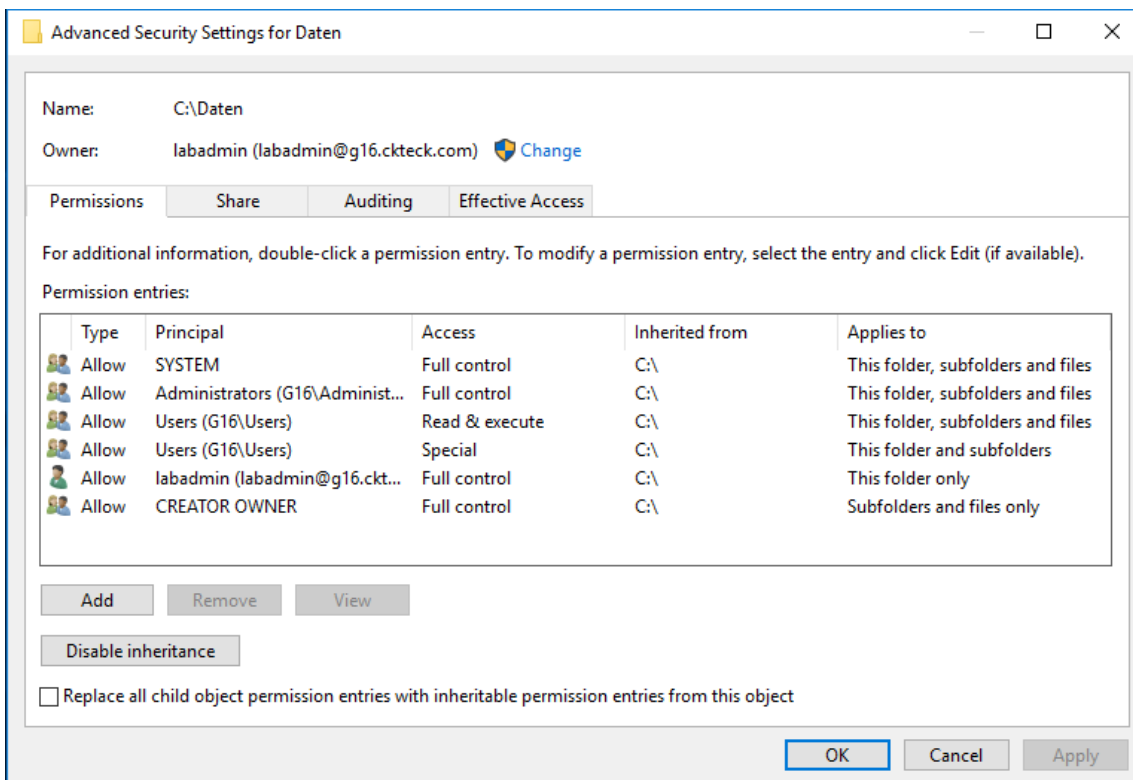 Advanced Security Settings for Daten
Name: C:\Daten
Owner: labadmin (labadmin@g16.ckteck.com) Change
Permissions Share Auditing Effective Access
For additional information, double-click a permission entry. To modify a permission entry, select the entry and click Edit (if available).
Permission entries:
Type Principal Access Inherited from Applies to
Allow SYSTEM Full control C:\ This folder, subfolders and files
Allow Administrators (G16\Administ... Full control C:\ This folder, subfolders and files
Allow Users (G16\Users) Read & execute C:\ This folder, subfolders and files
Allow Users (G16\Users) Special C:\ This folder and subfolders
Allow labadmin (labadmin@g16.ckt... Full control C:\ This folder only
Allow CREATOR OWNER Full control C:\ Subfolders and files only
Add Remove View
Disable inheritance
Replace all child object permission entries with inheritable permission entries from this object
OK Cancel Apply